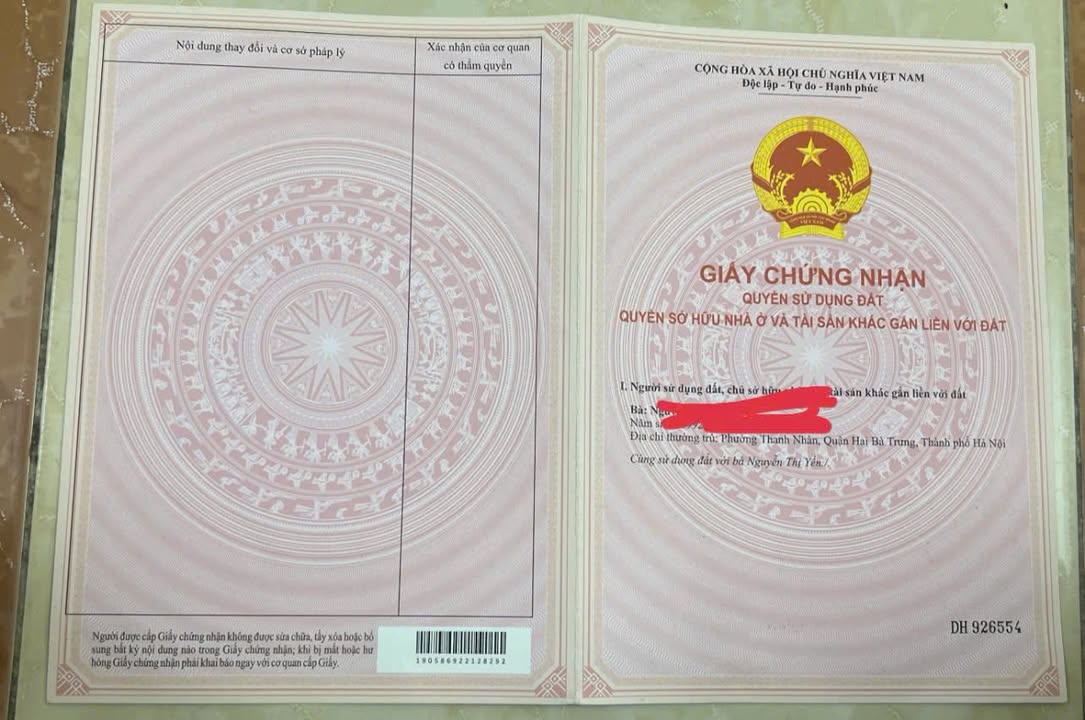 Nội dung thay đổi và cơ sở pháp lý
Xác nhận của cơ quan
có thẩm quyền
Người được cấp Giấy chứng nhận không được sửa chữa, tẩy xóa hoặc bổ
sung bất kỳ nội dung nào trong Giấy chứng nhận; khi bị mất hoặc hư
hỏng Giấy chứng nhận phải khai báo ngay với cơ quan cấp Giấy.
190586922128292
CỘNG HÒA XÃ HỘI CHỦ NGHĨA VIỆT NAM
Độc lập - Tự do - Hạnh phúc
GIẤY CHỨNG NHẬN
QUYỀN SỬ DỤNG ĐẤT
QUYỀN SỞ HỮU NHÀ Ở VÀ TÀI SẢN KHÁC GẮN LIỀN VỚI ĐẤT
I. Người sử dụng đất, chủ sở hữu tài sản khác gắn liền với đất
Bà:
Năm
Địa chỉ thường trú: Phường Thanh Nhàn, Quận Hai Bà Trưng, Thành phố Hà Nội
Cùng sử dụng đất với bà Nguyễn Thị Yến./.
DH 926554